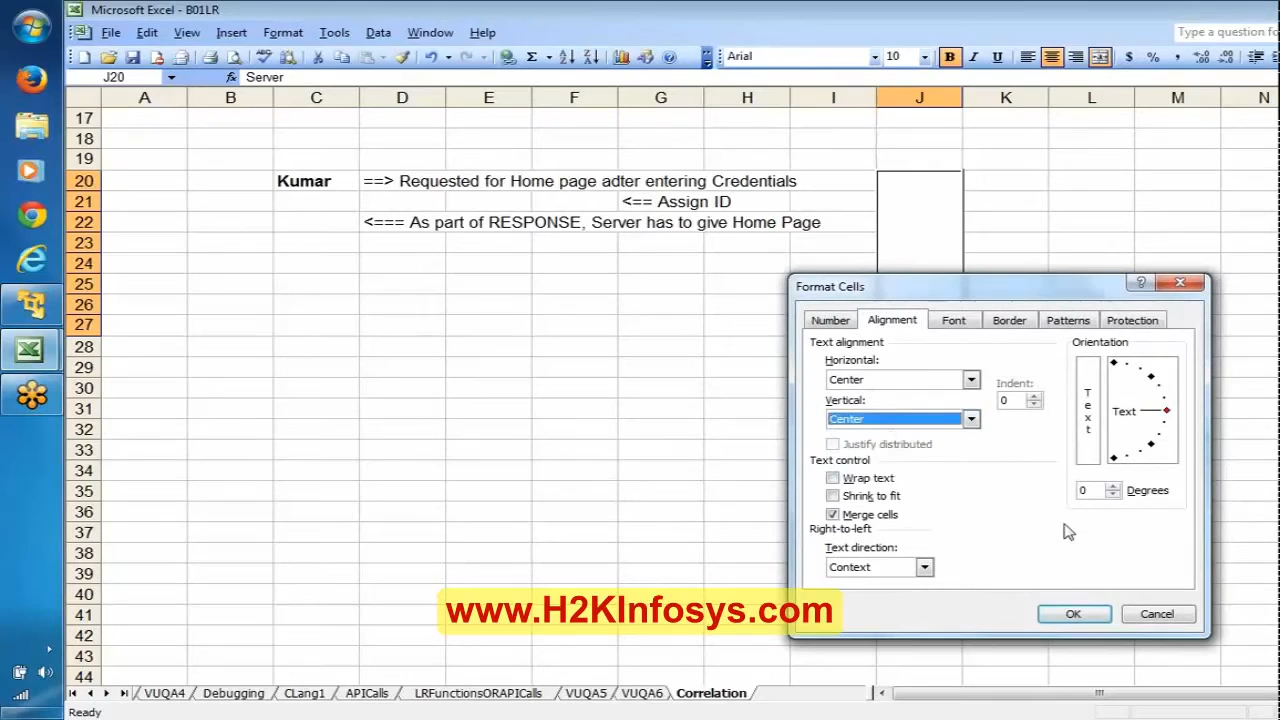 Microsoft Excel - B01LR
File Edit View Insert Format Tools Data Window Help
Type a question fo
Arial 10 B I U $ % ,
J20 fx Server
A B C D E F G H I J K L M N
17
18
19
20 Kumar ==> Requested for Home page adter entering Credentials
21 <== Assign ID
22 <=== As part of RESPONSE, Server has to give Home Page
23
24
25
26
27
28
29
30
31
32
33
34
35
36
37
38
39
40
41
42
43
44
Format Cells
Number Alignment Font Border Patterns Protection
Text alignment
Horizontal:
Center
Indent:
Vertical:
0
Center
Justify distributed
Text control
Wrap text
Shrink to fit
Merge cells
Right-to-left
Text direction:
Context
Orientation
Text
Text
0 Degrees
OK Cancel
www.H2KInfosys.com
VUQA4 Debugging CLang1 APICalls LRFunctionsORAPICalls VUQA5 VUQA6 Correlation
Ready